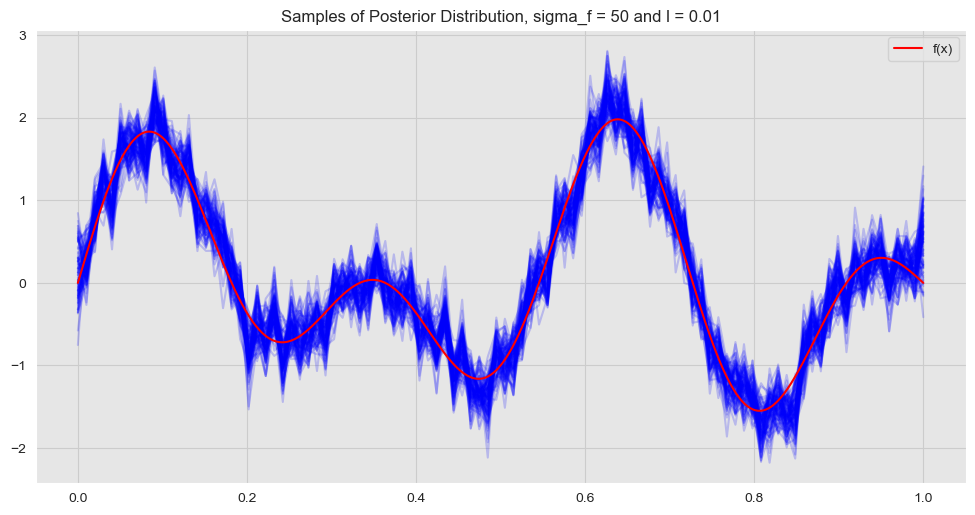 Samples of Posterior Distribution, sigma_f = 50 and l = 0.01
f(x)
3
2
1
0
−1
−2
0.0 0.2 0.4 0.6 0.8 1.0